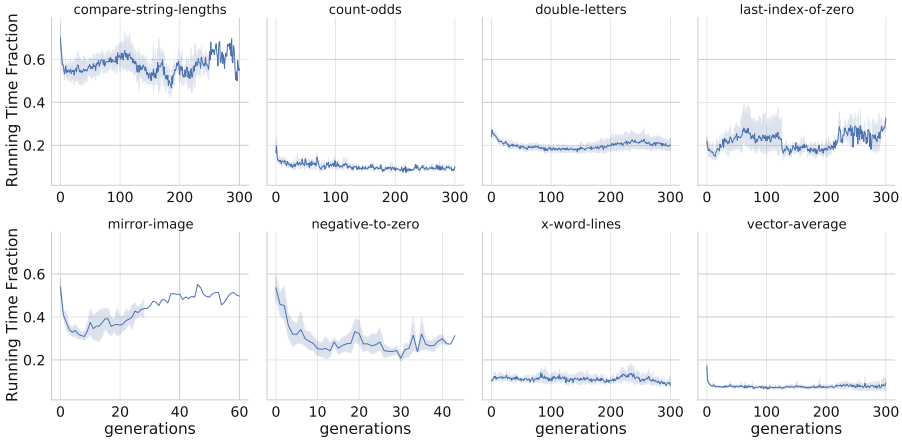 compare-string-lengths count-odds double-letters last-index-of-zero
Running Time Fraction
0.6
0.4
0.2
0 100 200 300 0 100 200 300 0 100 200 300 0 100 200 300
mirror-image negative-to-zero x-word-lines vector-average
Running Time Fraction
0.6
0.4
0.2
0 20 40 60 0 10 20 30 40 0 100 200 300 0 100 200 300
generations generations generations generations